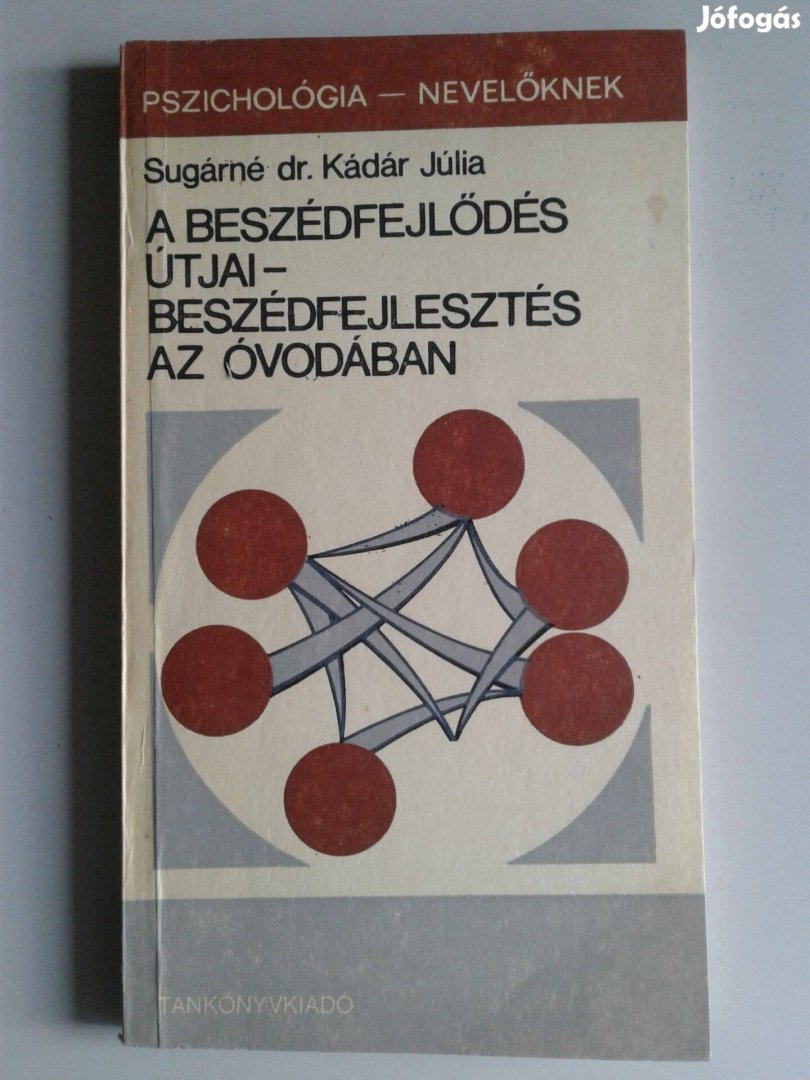 Jófogás
PSZICHOLÓGIA — NEVELŐKNEK
Sugárné dr. Kádár Júlia
A BESZÉDFEJLŐDÉS
ÚTJAI–
BESZÉDFEJLESZTÉS
AZ ÓVODÁBAN
TANKÖNYVKIADÓ